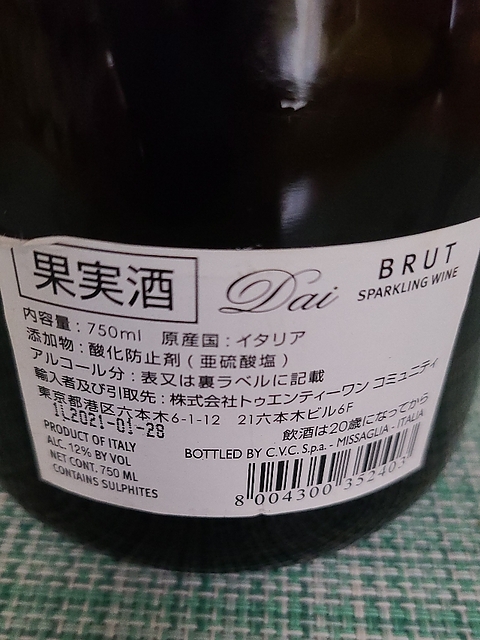 果実酒
Dai
BRUT
SPARKLING WINE
内容量:750ml 原産国:イタリア
添加物:酸化防止剤(亜硫酸塩)
アルコール分:表又は裏ラベルに記載
輸入者及び引取先:株式会社トゥエンティーワン コミュニティ
東京都港区六本木6-1-12 21六本木ビル6F
1L2021-01-28
飲酒は20歳になってから
PRODUCT OF ITALY
ALC. 12% BY VOL
NET CONT. 750 ML
CONTAINS SULPHITES
BOTTLED BY C.V.C. S.p.a. - MISSAGLIA - ITALIA
8 004300 352403